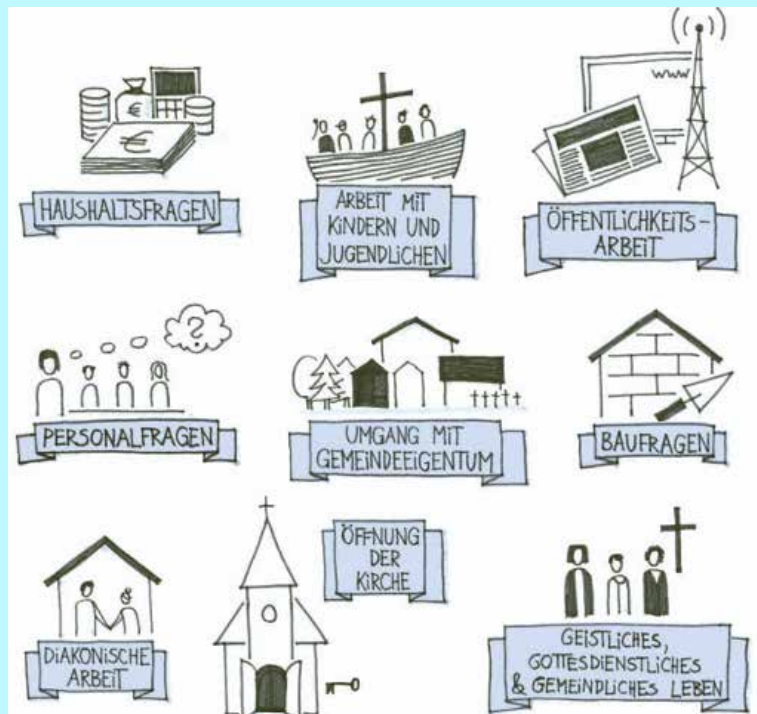 www
€
€
HAUSHALTSFRAGEN
ARBEIT MIT
KINDERN UND
JUGENDLICHEN
ÖFFENTLICHKEITS-
ARBEIT
?
PERSONALFRAGEN
UMGANG MIT
GEMEINDEEIGENTUM
BAUFRAGEN
ÖFFNUNG
DER
KIRCHE
DIAKONISCHE
ARBEIT
GEISTLICHES,
GOTTESDIENSTLICHES
& GEMEINDLICHES LEBEN